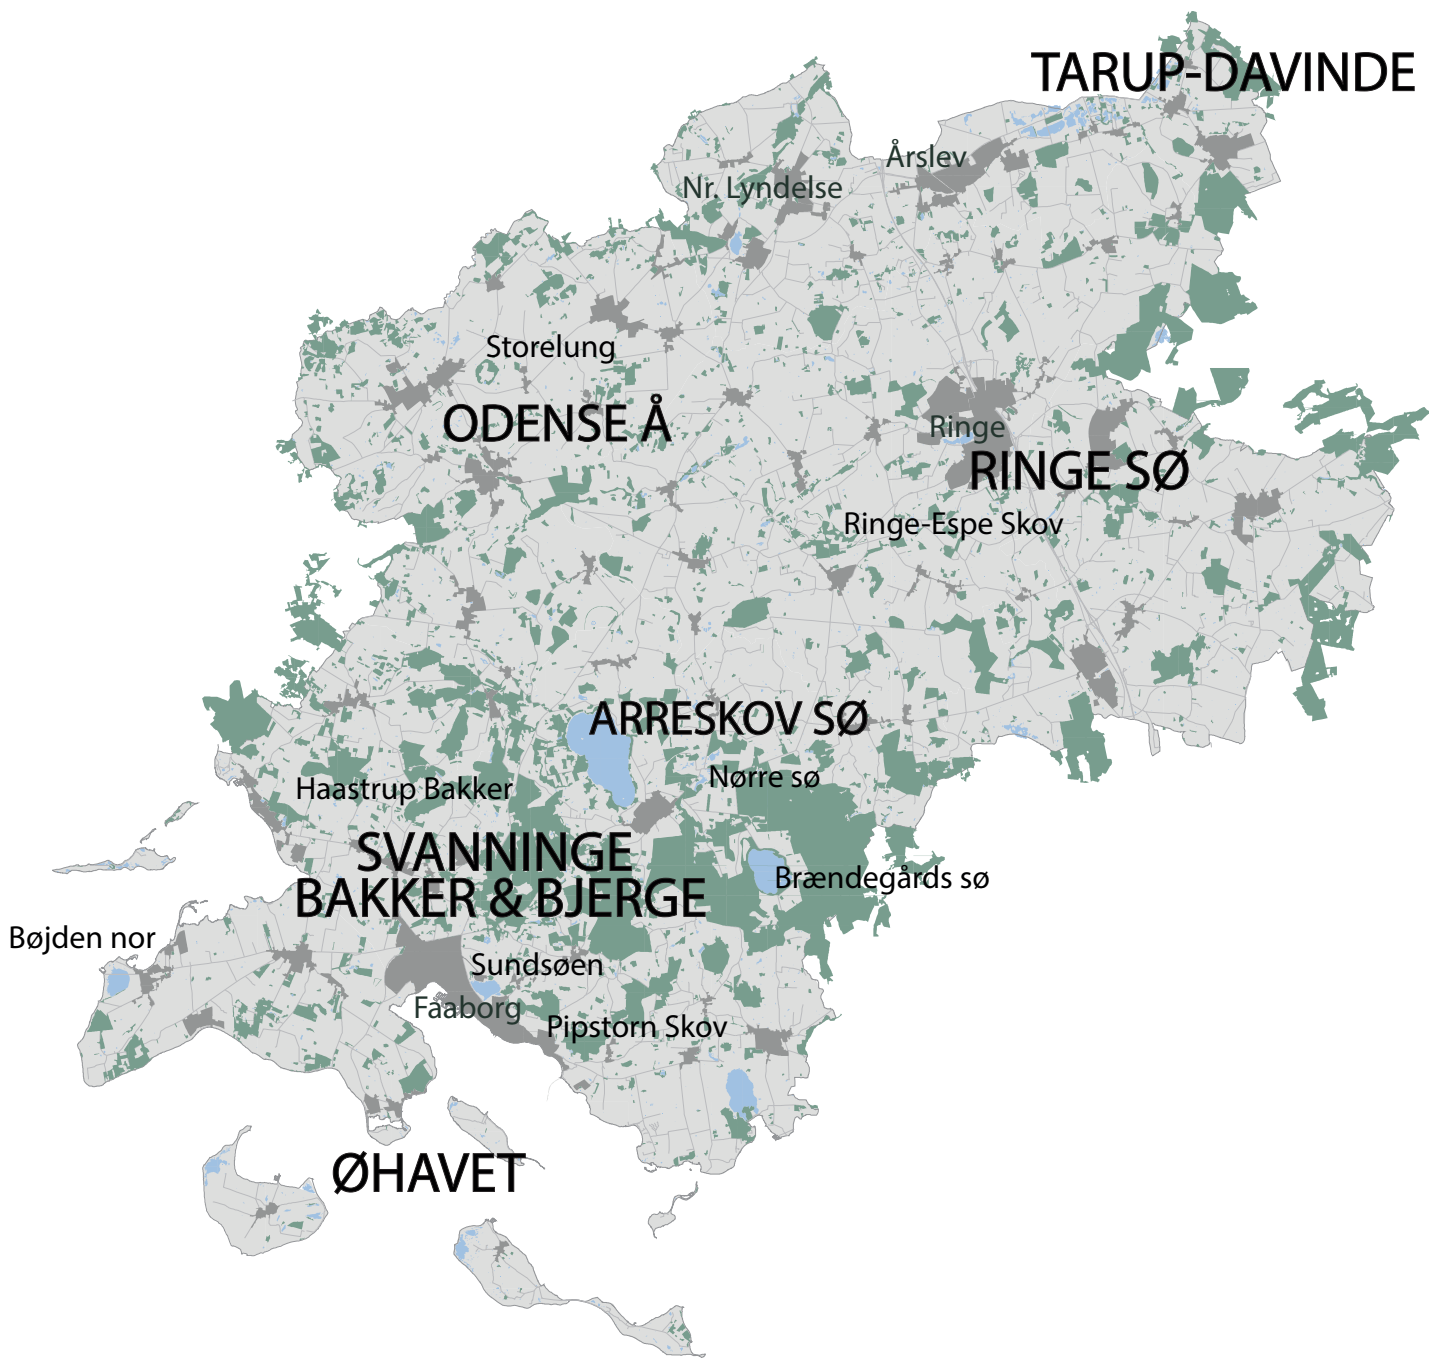 TARUP-DAVINDE
Årslev
Nr. Lyndelse
Storelung
ODENSE Å
Ringe
RINGE SØ
Ringe-Espe Skov
ARRESKOV SØ
Nørre sø
Haastrup Bakker
SVANNINGE
BAKKER & BJERGE
Brændegårds sø
Bøjden nor
Sundsøen
Faaborg
Pipstorn Skov
ØHAVET